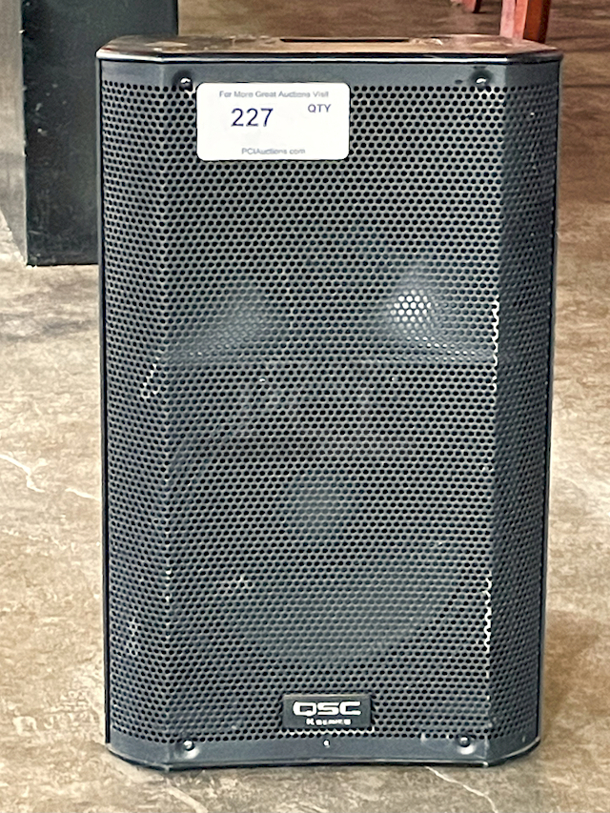 For More Great Auctions Visit
227 QTY
PCIAuctions.com
QSC
K SERIES